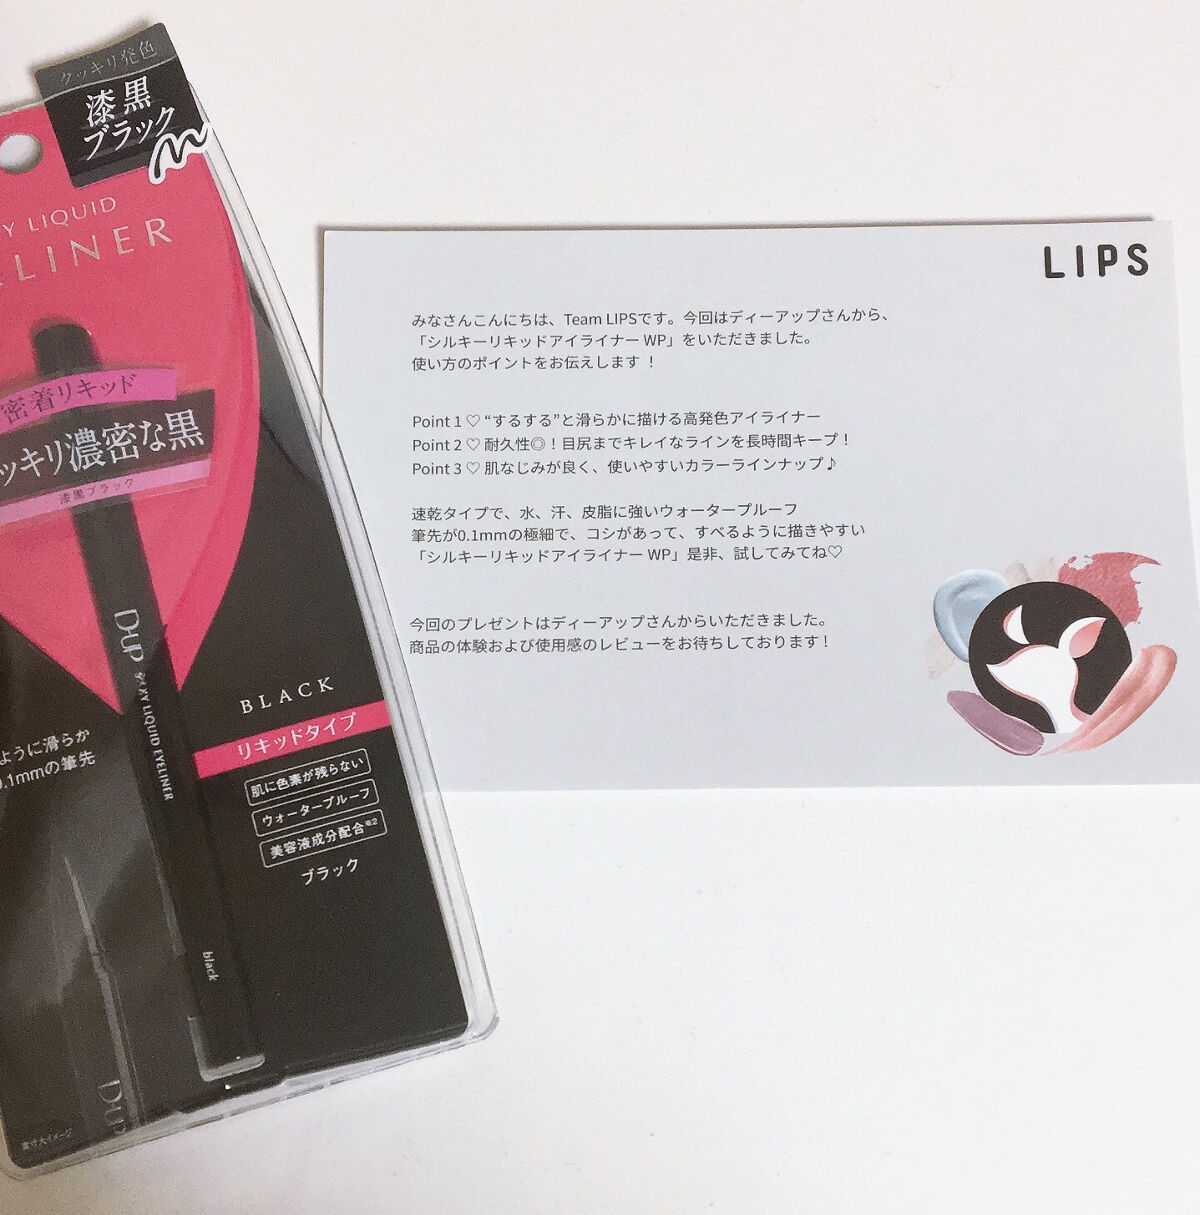 クッキリ発色
漆黒
ブラック
LIQUID
LINER
密着リキッド
ッキリ濃密な黒
漆黒ブラック
D-UP SILKY LIQUID EYELINER
ように滑らか
0.1mmの筆先
BLACK
リキッドタイプ
肌に色素が残らない
ウォータープルーフ
美容液成分配合※2
ブラック
black
D-UP
実寸大イメージ
LIPS
みなさんこんにちは、Team LIPSです。今回はディーアップさんから、
「シルキーリキッドアイライナー WP」をいただきました。
使い方のポイントをお伝えします ！
Point 1 ♡ “するする”と滑らかに描ける高発色アイライナー
Point 2 ♡ 耐久性◎！目尻までキレイなラインを長時間キープ！
Point 3 ♡ 肌なじみが良く、使いやすいカラーラインナップ♪
速乾タイプで、水、汗、皮脂に強いウォータープルーフ
筆先が0.1mmの極細で、コシがあって、すべるように描きやすい
「シルキーリキッドアイライナー WP」是非、試してみてね♡
今回のプレゼントはディーアップさんからいただきました。
商品の体験および使用感のレビューをお待ちしております！